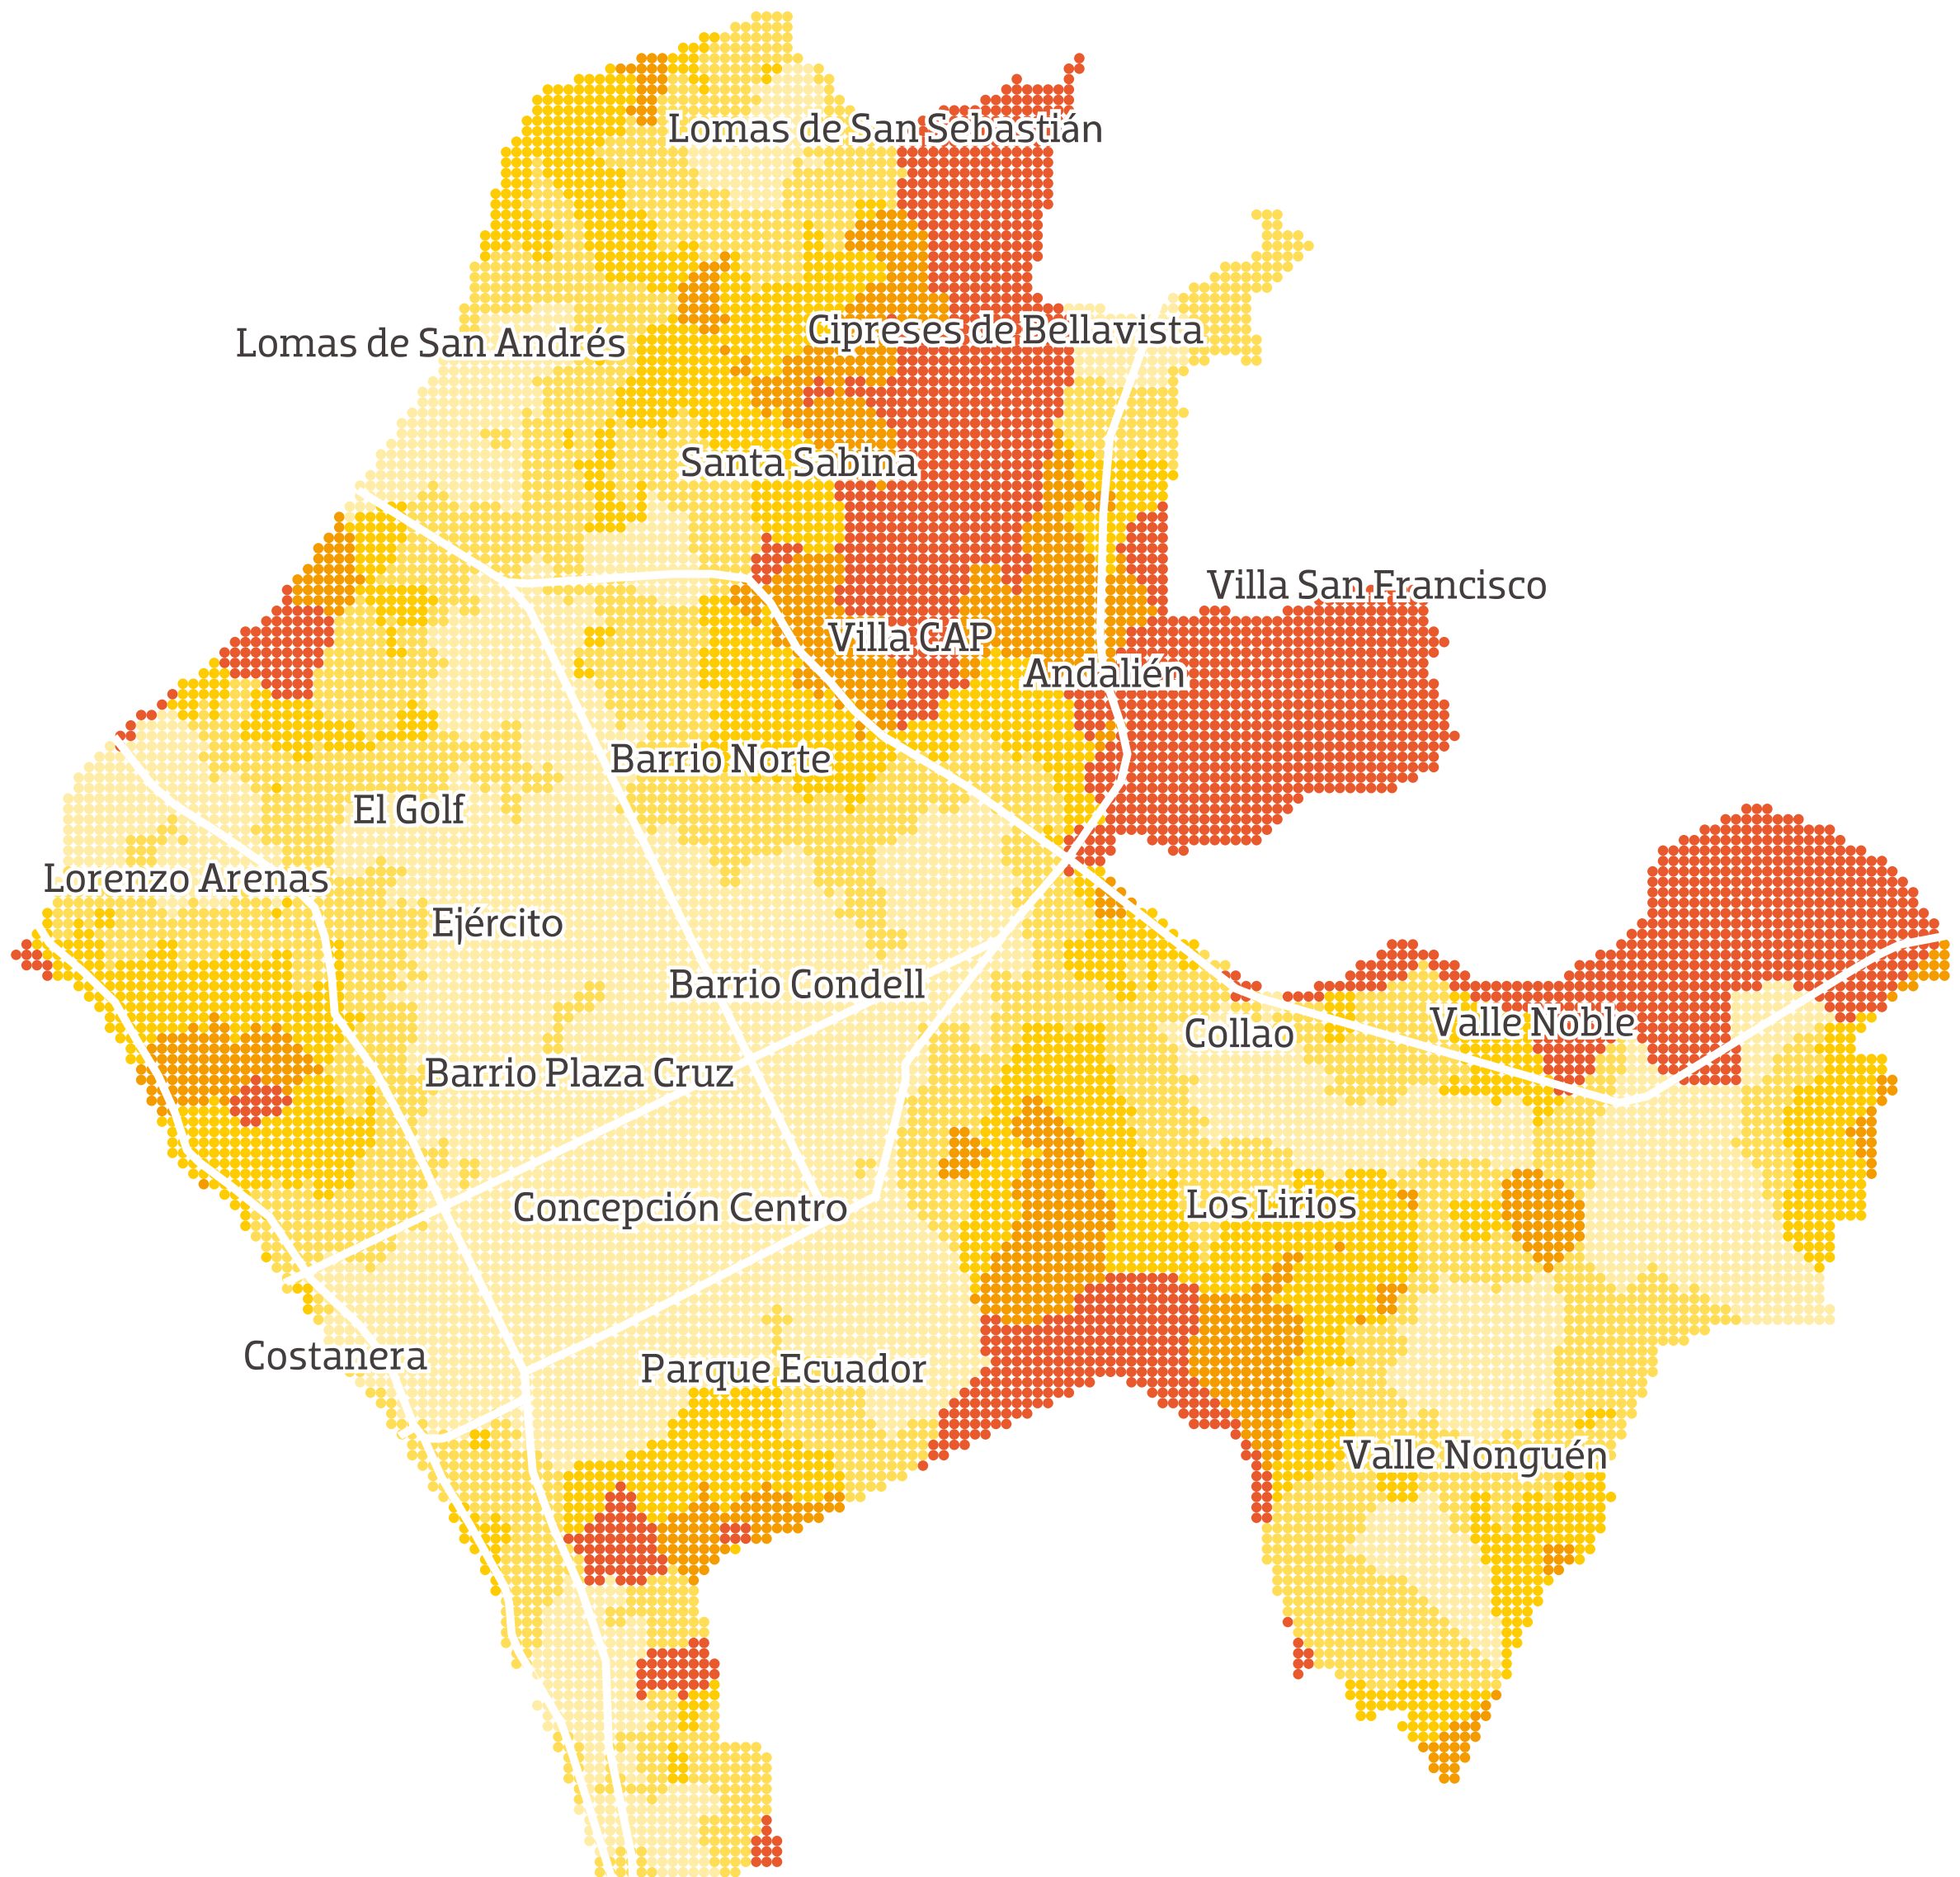 Lomas de San Sebastián
Cipreses de Bellavista
Lomas de San Andrés
Santa Sabina
Villa San Francisco
Villa CAP
Andalién
Barrio Norte
El Golf
Lorenzo Arenas
Ejército
Barrio Condell
Valle Noble
Collao
Barrio Plaza Cruz
Los Lirios
Concepción Centro
Costanera
Parque Ecuador
Valle Nonguén